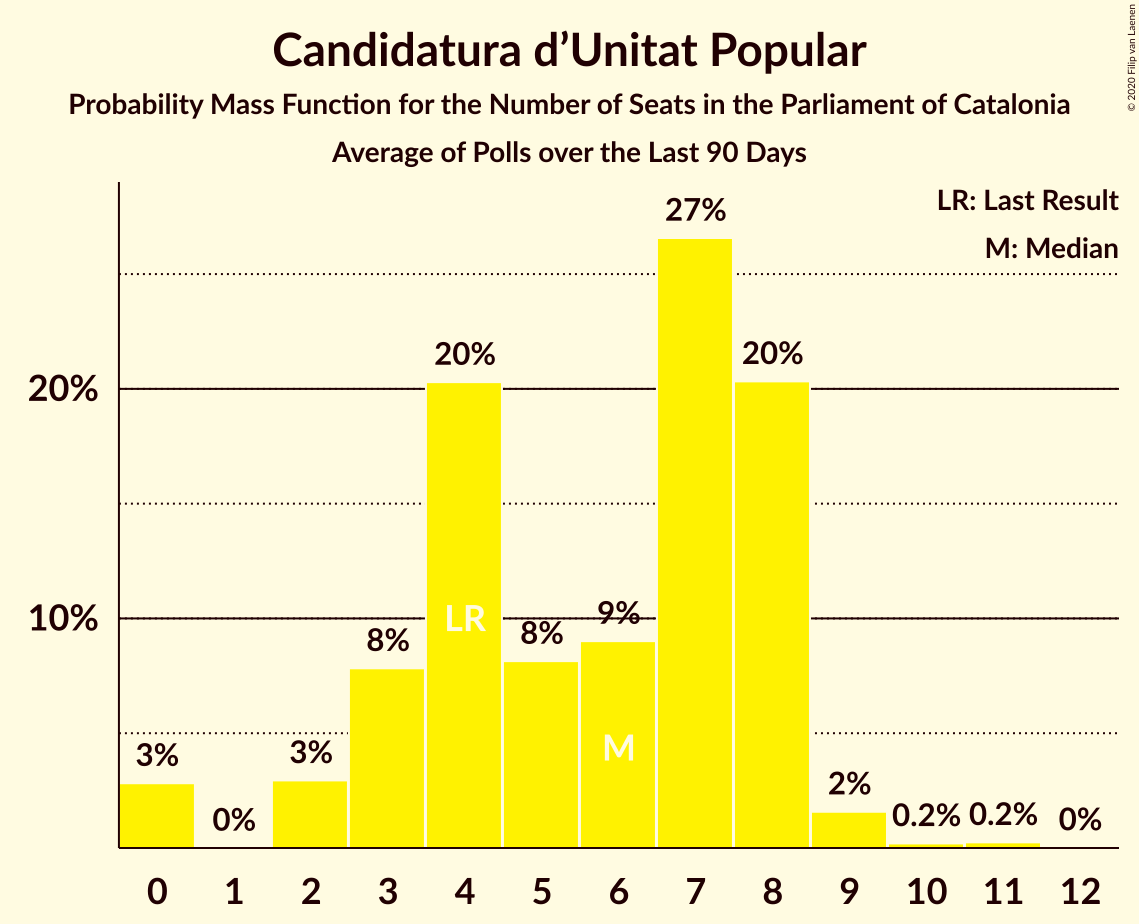 Candidatura d’Unitat Popular
Probability Mass Function for the Number of Seats in the Parliament of Catalonia
Average of Polls over the Last 90 Days
© 2020 Filip van Laenen
LR: Last Result
M: Median
20%
10%
3%
0%
3%
8%
20%
8%
9%
27%
20%
2%
0.2%
0.2%
0%
LR
M
0 1 2 3 4 5 6 7 8 9 10 11 12